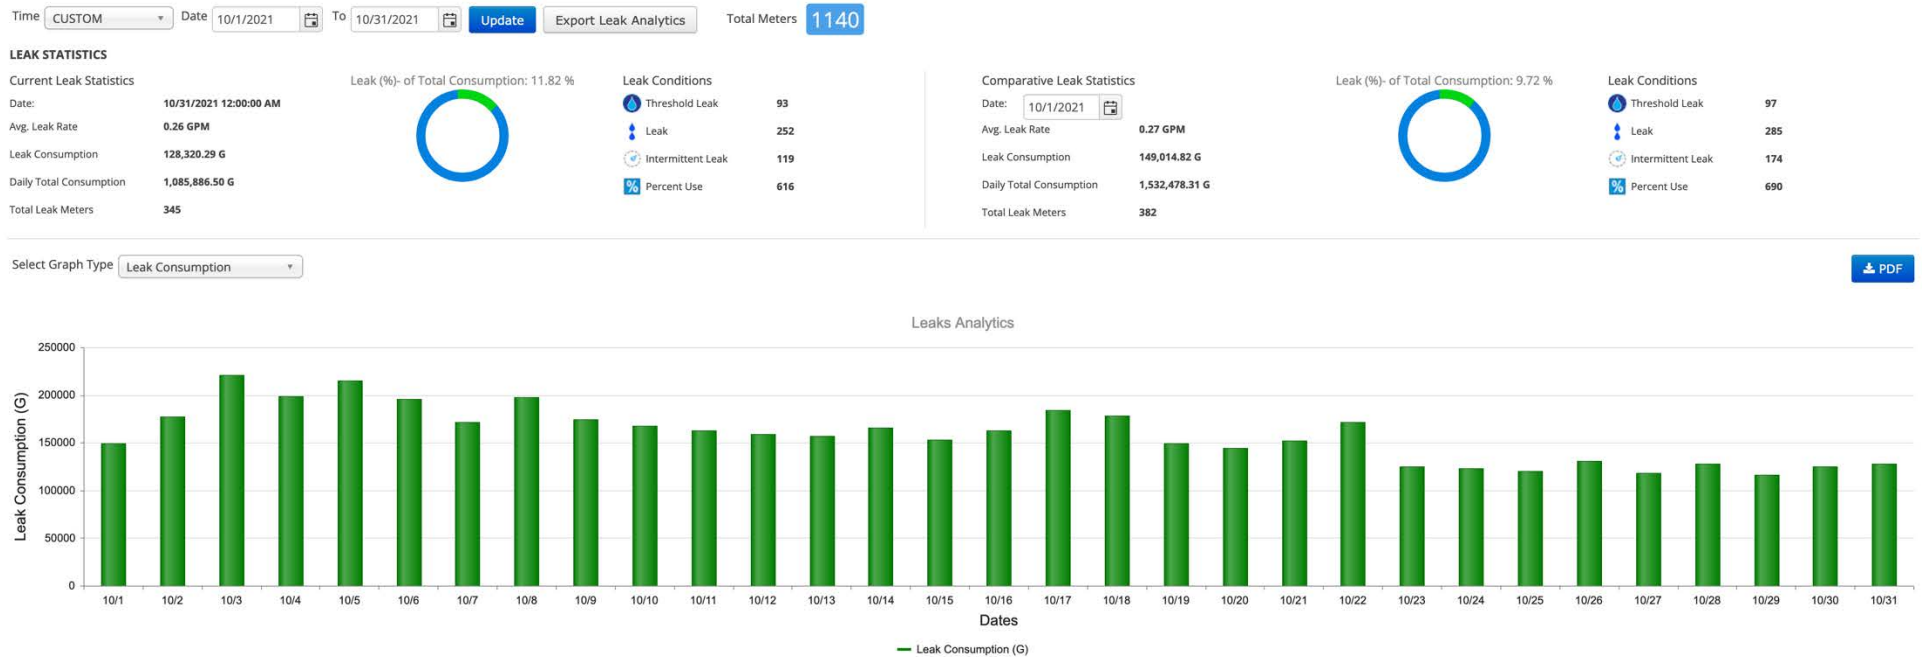 Time CUSTOM Date 10/1/2021 To 10/31/2021 Update Export Leak Analytics Total Meters 1140
LEAK STATISTICS
Current Leak Statistics
Date: 10/31/2021 12:00:00 AM
Avg. Leak Rate 0.26 GPM
Leak Consumption 128,320.29 G
Daily Total Consumption 1,085,886.50 G
Total Leak Meters 345
Leak (%)- of Total Consumption: 11.82 %
Leak Conditions
Threshold Leak 93
Leak 252
Intermittent Leak 119
% Percent Use 616
Comparative Leak Statistics
Date: 10/1/2021
Avg. Leak Rate 0.27 GPM
Leak Consumption 149,014.82 G
Daily Total Consumption 1,532,478.31 G
Total Leak Meters 382
Leak (%)- of Total Consumption: 9.72 %
Leak Conditions
Threshold Leak 97
Leak 285
Intermittent Leak 174
% Percent Use 690
Select Graph Type Leak Consumption
PDF
Leaks Analytics
Leak Consumption (G)
250000
200000
150000
100000
50000
0
10/1 10/2 10/3 10/4 10/5 10/6 10/7 10/8 10/9 10/10 10/11 10/12 10/13 10/14 10/15 10/16 10/17 10/18 10/19 10/20 10/21 10/22 10/23 10/24 10/25 10/26 10/27 10/28 10/29 10/30 10/31
Dates
Leak Consumption (G)